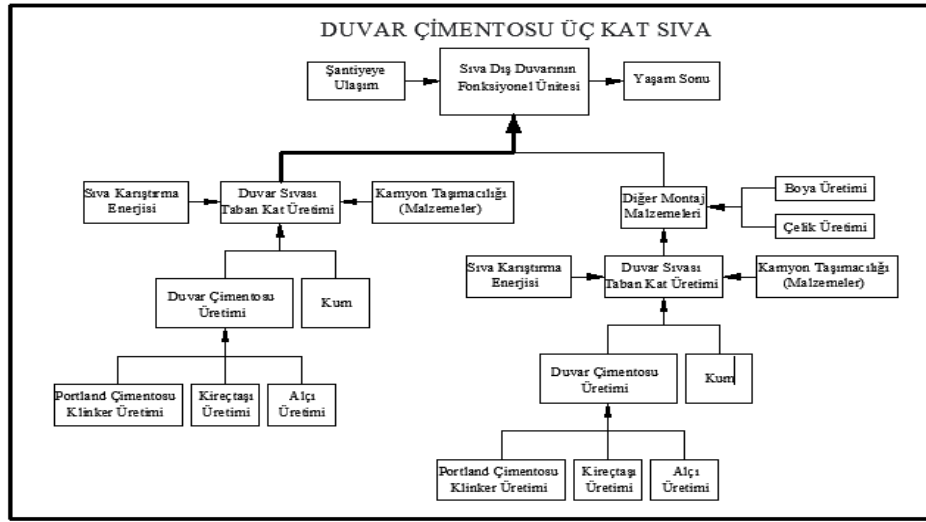 DUVAR ÇİMENTOSU ÜÇ KAT SIVA
Şantiyeye
Ulaşım
Sıva Dış Duvarının
Fonksiyonel Ünitesi
Yaşam Sonu
Sıva Karıştırma
Enerjisi
Duvar Sıvası
Taban Kat Üretimi
Kamyon Taşımacılığı
(Malzemeler)
Diğer Montaj
Malzemeleri
Boya Üretimi
Çelik Üretimi
Sıva Karıştırma
Enerjisi
Duvar Sıvası
Taban Kat Üretimi
Kamyon Taşımacılığı
(Malzemeler)
Duvar Çimentosu
Üretimi
Kum
Duvar Çimentosu
Üretimi
Kum
Portland Çimentosu
Klinker Üretimi
Kireçtaşı
Üretimi
Alçı
Üretimi
Portland Çimentosu
Klinker Üretimi
Kireçtaşı
Üretimi
Alçı
Üretimi